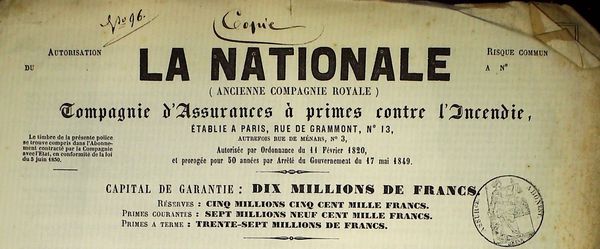 N.º 96.
Copie
AUTORISATION
DU
RISQUE COMMUN
A Nº
LA NATIONALE
( ANCIENNE COMPAGNIE ROYALE )
Compagnie d'Assurances à primes contre l'Incendie,
ÉTABLIE A PARIS, RUE DE GRAMMONT, Nº 13,
AUTREFOIS RUE DE MÉNARS, Nº 3,
Autorisée par Ordonnance du 11 Février 1820,
et prorogée pour 50 années par Arrêté du Gouvernement du 17 mai 1849.
Le timbre de la présente police
se trouve compris dans l'Abonne-
ment contracté par la Compagnie
avec l'État, en conformité de la loi
du 5 juin 1850.
CAPITAL DE GARANTIE : DIX MILLIONS DE FRANCS.
RÉSERVES : CINQ MILLIONS CINQ CENT MILLE FRANCS.
PRIMES COURANTES : SEPT MILLIONS NEUF CENT MILLE FRANCS.
PRIMES A TERME : TRENTE-SEPT MILLIONS DE FRANCS.